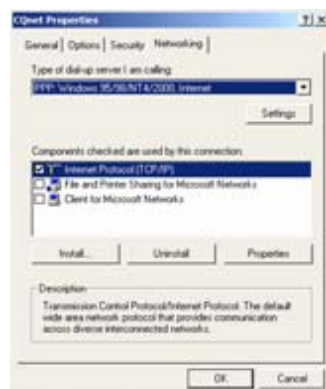 CQnet Properties
General Options Security Networking
Type of dial-up server I am calling:
PPP: Windows 95/98/NT4/2000, Internet
Settings
Components checked are used by this connection:
Internet Protocol (TCP/IP)
File and Printer Sharing for Microsoft Networks
Client for Microsoft Networks
Install... Uninstall Properties
Description
Transmission Control Protocol/Internet Protocol. The default
wide area network protocol that provides communication
across diverse interconnected networks.
OK Cancel